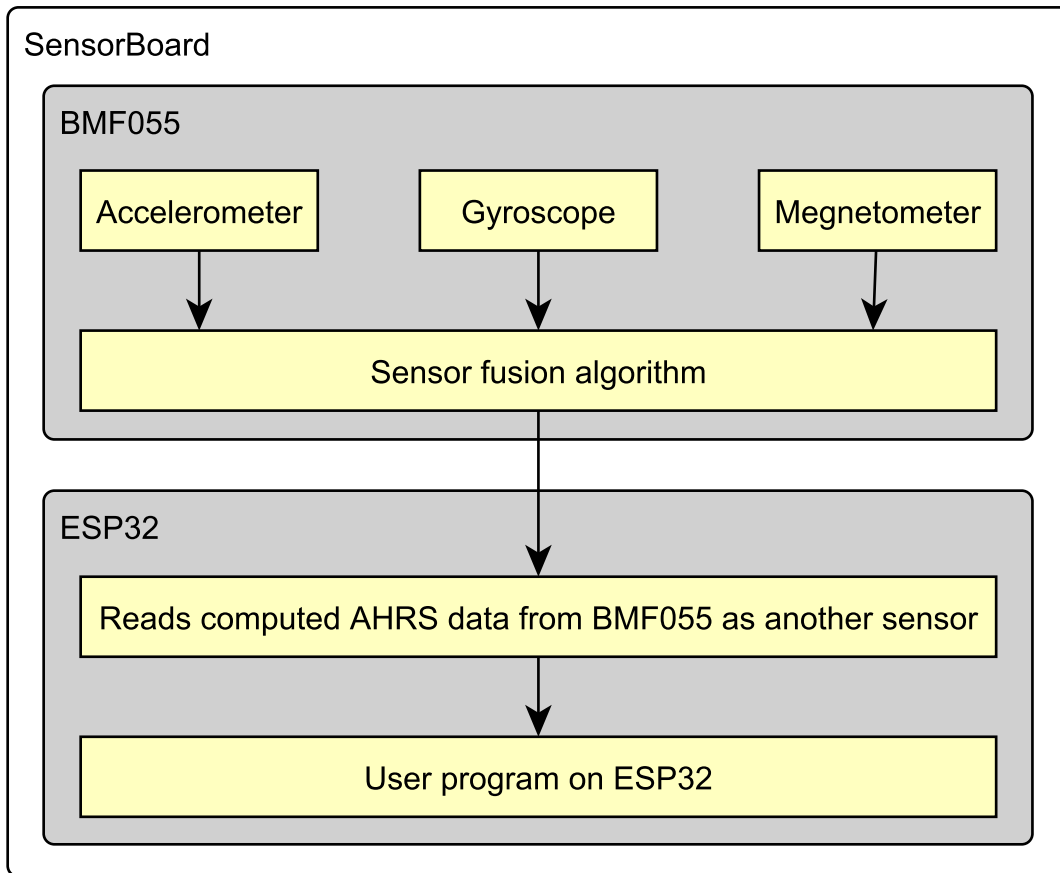 SensorBoard
BMF055
Accelerometer
Gyroscope
Megnetometer
Sensor fusion algorithm
ESP32
Reads computed AHRS data from BMF055 as another sensor
User program on ESP32